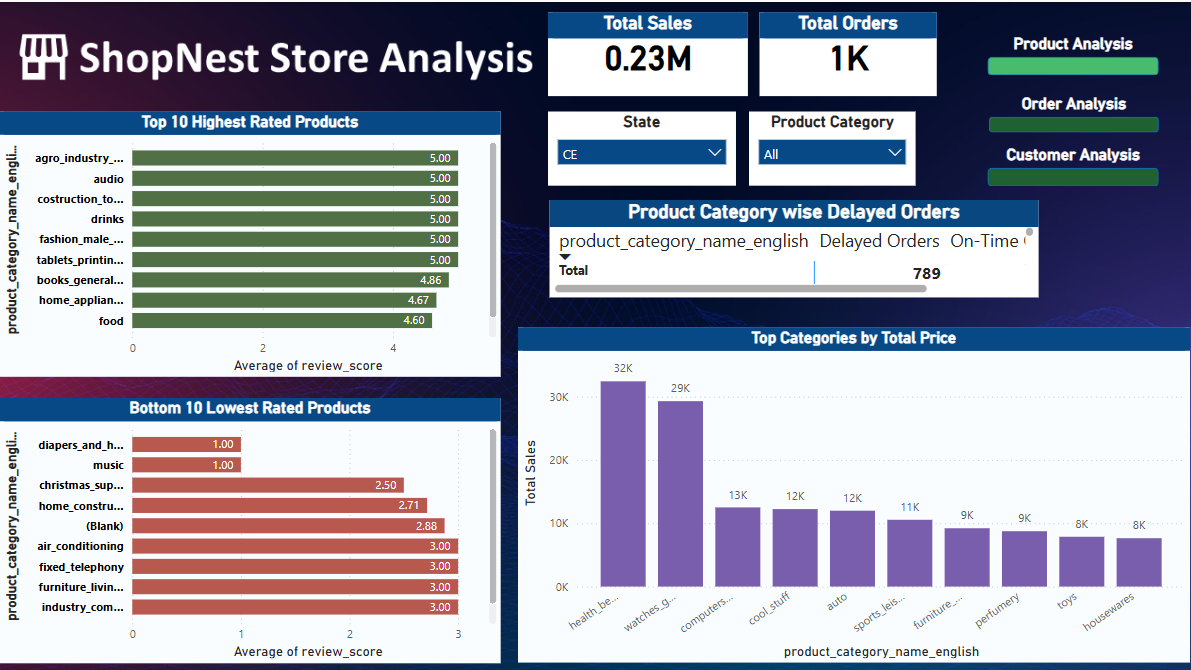 ShopNest Store Analysis
Total Sales
0.23M
Total Orders
1K
Product Analysis
Order Analysis
Customer Analysis
State
CE
Product Category
All
Top 10 Highest Rated Products
product_category_name_engli...
agro_industry_... 5.00
audio 5.00
costruction_to... 5.00
drinks 5.00
fashion_male_... 5.00
tablets_printin... 5.00
books_general... 4.86
home_applian... 4.67
food 4.60
0 2 4
Average of review_score
Product Category wise Delayed Orders
product_category_name_english Delayed Orders On-Time
Total 789
Bottom 10 Lowest Rated Products
product_category_name_engli...
diapers_and_h... 1.00
music 1.00
christmas_sup... 2.50
home_constru... 2.71
(Blank) 2.88
air_conditioning 3.00
fixed_telephony 3.00
furniture_livin... 3.00
industry_com... 3.00
0 1 2 3
Average of review_score
Top Categories by Total Price
Total Sales
30K
20K
10K
0K
32K 29K 13K 12K 12K 11K 9K 9K 8K 8K
health_be... watches_g... computers... cool_stuff auto sports_leis... furniture_... perfumery toys housewares
product_category_name_english